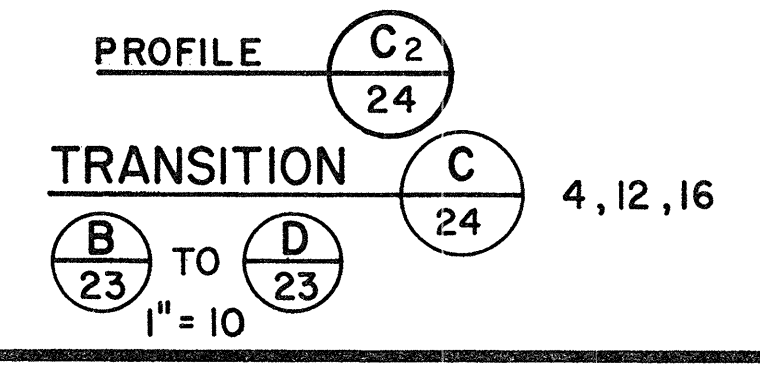 PROFILE C2
24
TRANSITION C
24 4,12,16
B TO D
23 23
1"=10